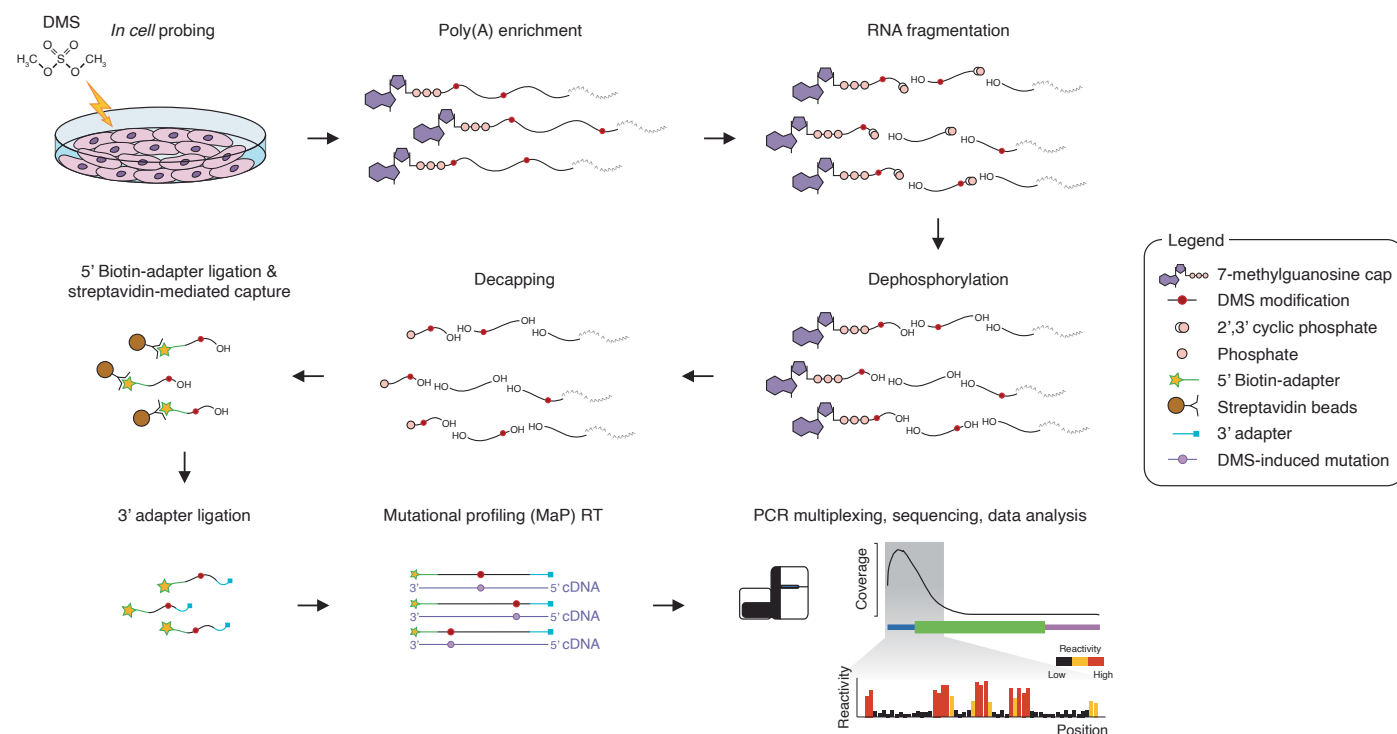 DMS
O O
S
H₃C O O CH₃
In cell probing
Poly(A) enrichment
RNA fragmentation
HO
HO
HO
HO
HO
HO
5’ Biotin-adapter ligation &
streptavidin-mediated capture
OH
OH
OH
Decapping
HO OH
OH HO
OH HO HO
OH HO OH HO
Dephosphorylation
HO OH
OH HO
OH HO HO
OH HO OH HO
Legend
7-methylguanosine cap
DMS modification
2’,3’ cyclic phosphate
Phosphate
5’ Biotin-adapter
Streptavidin beads
3’ adapter
DMS-induced mutation
3’ adapter ligation
Mutational profiling (MaP) RT
3’ 5’ cDNA
3’ 5’ cDNA
3’ 5’ cDNA
PCR multiplexing, sequencing, data analysis
Coverage
Reactivity
Low High
Reactivity
Position